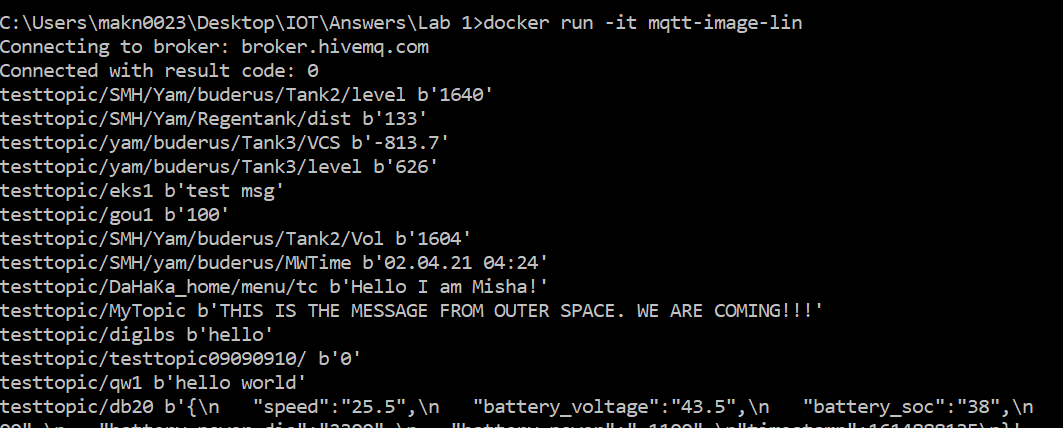 C:\Users\makn0023\Desktop\IOT\Answers\Lab 1>docker run -it mqtt-image-lin
Connecting to broker: broker.hivemq.com
Connected with result code: 0
testtopic/SMH/Yam/buderus/Tank2/level b'1640'
testtopic/SMH/Yam/Regentank/dist b'133'
testtopic/yam/buderus/Tank3/VCS b'-813.7'
testtopic/yam/buderus/Tank3/level b'626'
testtopic/eks1 b'test msg'
testtopic/gou1 b'100'
testtopic/SMH/Yam/buderus/Tank2/Vol b'1604'
testtopic/SMH/yam/buderus/MWTime b'02.04.21 04:24'
testtopic/DaHaKa_home/menu/tc b'Hello I am Misha!'
testtopic/MyTopic b'THIS IS THE MESSAGE FROM OUTER SPACE. WE ARE COMING!!!'
testtopic/diglbs b'hello'
testtopic/testtopic09090910/ b'0'
testtopic/qw1 b'hello world'
testtopic/db20 b'{\n   "speed":"25.5",\n   "battery_voltage":"43.5",\n   "battery_soc":"38",\n